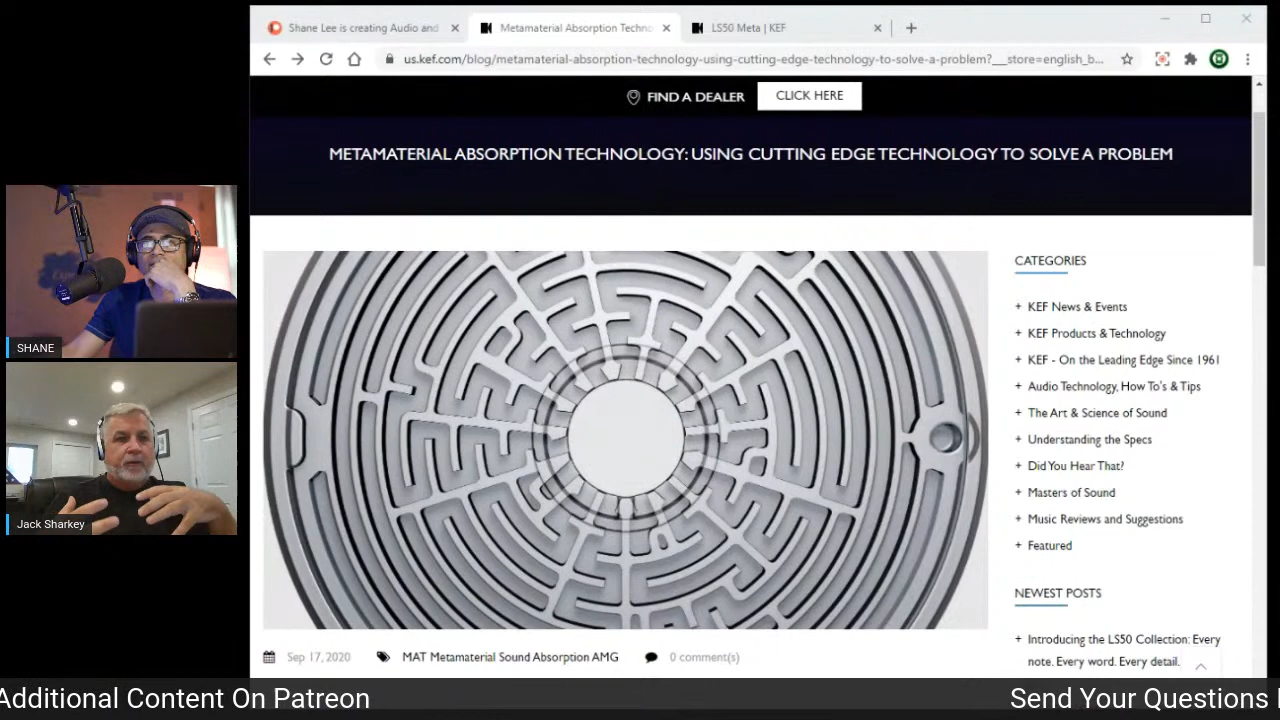 Shane Lee is creating Audio and
Metamaterial Absorption Techno
LS50 Meta | KEF
us.kef.com/blog/metamaterial-absorption-technology-using-cutting-edge-technology-to-solve-a-problem?___store=english_b...
FIND A DEALER
CLICK HERE
METAMATERIAL ABSORPTION TECHNOLOGY: USING CUTTING EDGE TECHNOLOGY TO SOLVE A PROBLEM
SHANE
Jack Sharkey
CATEGORIES
+ KEF News & Events
+ KEF Products & Technology
+ KEF - On the Leading Edge Since 1961
+ Audio Technology, How To's & Tips
+ The Art & Science of Sound
+ Understanding the Specs
+ Did You Hear That?
+ Masters of Sound
+ Music Reviews and Suggestions
+ Featured
NEWEST POSTS
+ Introducing the LS50 Collection: Every
note. Every word. Every detail.
Sep 17, 2020
MAT Metamaterial Sound Absorption AMG
0 comment(s)
Additional Content On Patreon
Send Your Questions